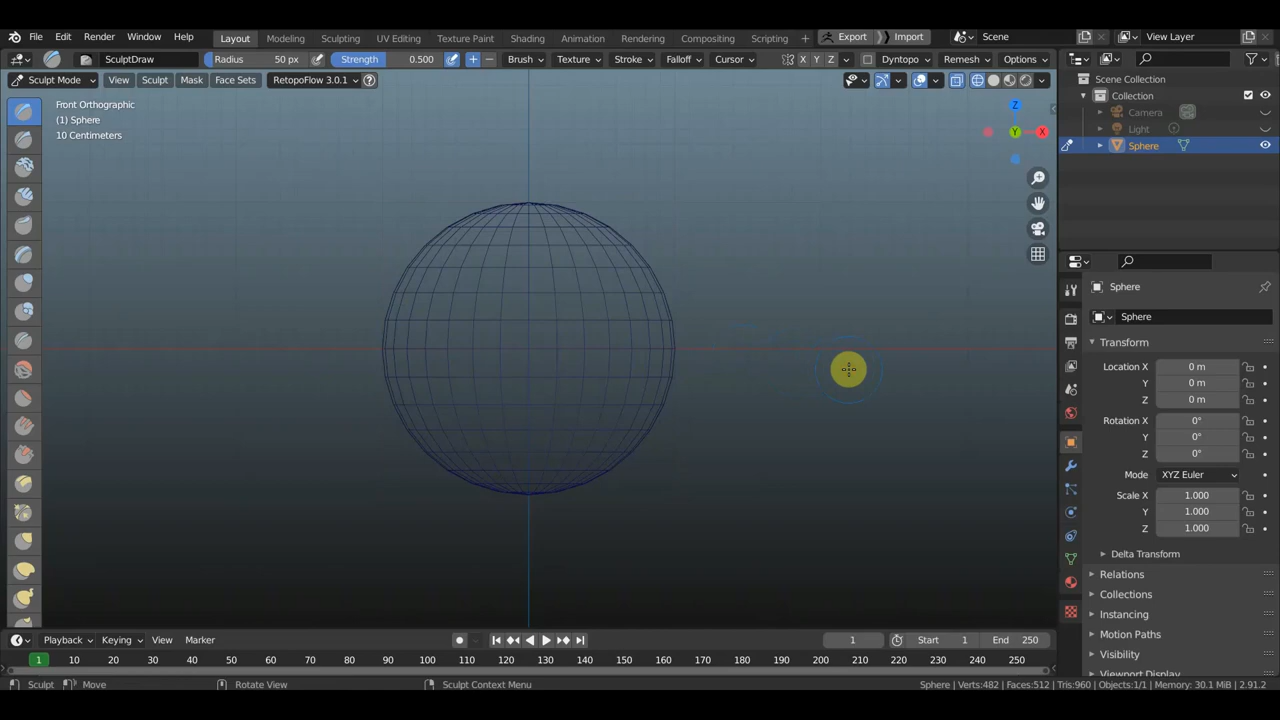 File Edit Render Window Help Layout Modeling Sculpting UV Editing Texture Paint Shading Animation Rendering Compositing Scripting + Export Import Scene View Layer
SculptDraw Radius 50 px Strength 0.500 Brush Texture Stroke Falloff Cursor X Y Z Dyntopo Remesh Options
Sculpt Mode View Sculpt Mask Face Sets RetopoFlow 3.0.1
Scene Collection
Collection
Camera
Light
Sphere
Front Orthographic
(1) Sphere
10 Centimeters
Z
Y X
Sphere
Sphere
Transform
Location X 0 m
Y 0 m
Z 0 m
Rotation X 0°
Y 0°
Z 0°
Mode XYZ Euler
Scale X 1.000
Y 1.000
Z 1.000
Delta Transform
Relations
Collections
Instancing
Motion Paths
Visibility
Viewport Display
Playback Keying View Marker 1 Start 1 End 250
1 10 20 30 40 50 60 70 80 90 100 110 120 130 140 150 160 170 180 190 200 210 220 230 240 250
Sculpt Move Rotate View Sculpt Context Menu Sphere | Verts:482 | Faces:512 | Tris:960 | Objects:1/1 | Memory: 30.1 MiB | 2.91.2